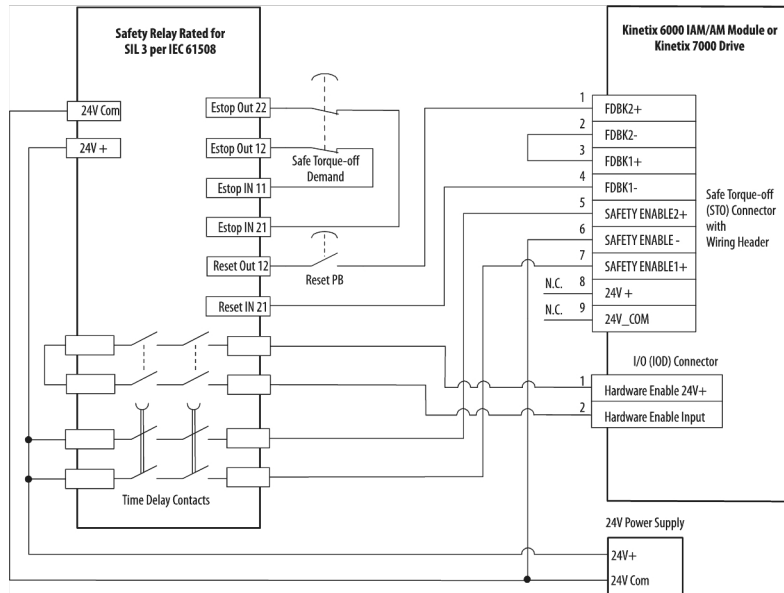 Safety Relay Rated for
SIL 3 per IEC 61508
24V Com
24V +
Estop Out 22
Estop Out 12
Estop IN 11
Estop IN 21
Reset Out 12
Reset IN 21
Safe Torque-off
Demand
Reset PB
Time Delay Contacts
Kinetix 6000 IAM/AM Module or
Kinetix 7000 Drive
1 FDBK2+
2 FDBK2-
3 FDBK1+
4 FDBK1-
5 SAFETY ENABLE2+
6 SAFETY ENABLE -
7 SAFETY ENABLE1+
N.C. 8 24V +
N.C. 9 24V_COM
Safe Torque-off
(STO) Connector
with
Wiring Header
I/O (IOD) Connector
1 Hardware Enable 24V+
2 Hardware Enable Input
24V Power Supply
24V+
24V Com